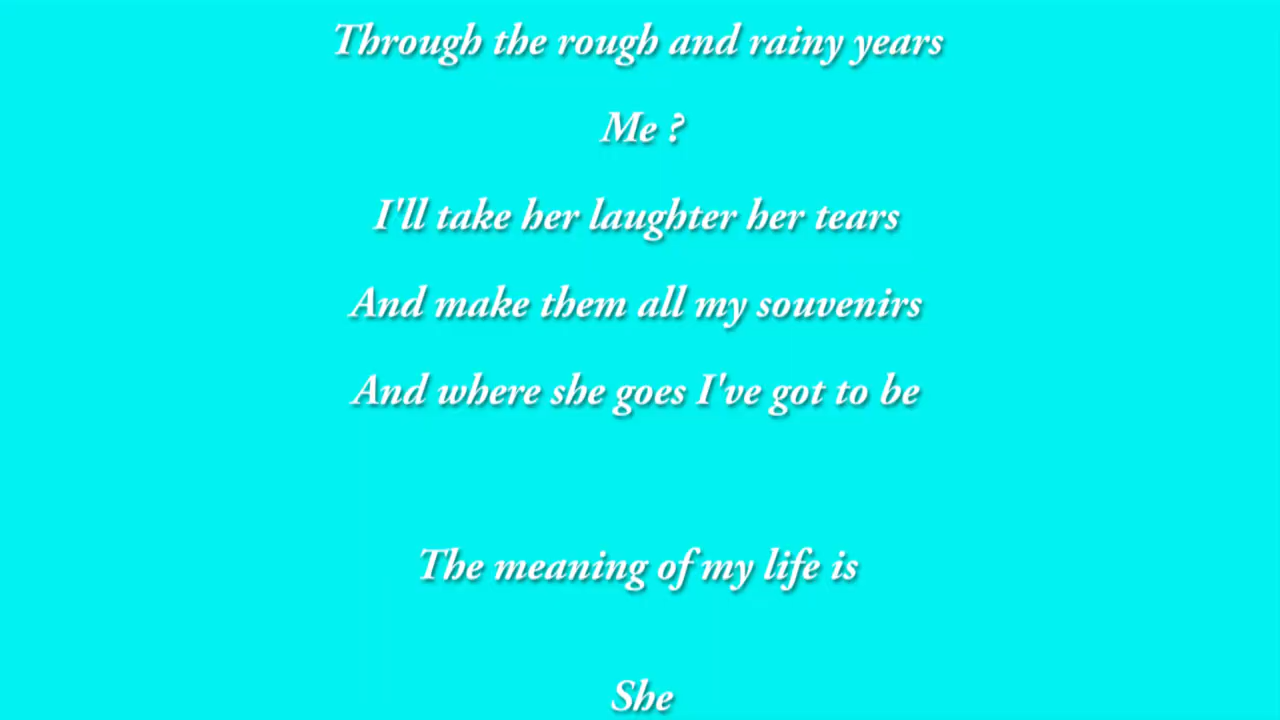 Through the rough and rainy years
Me ?
I'll take her laughter her tears
And make them all my souvenirs
And where she goes I've got to be
The meaning of my life is
She